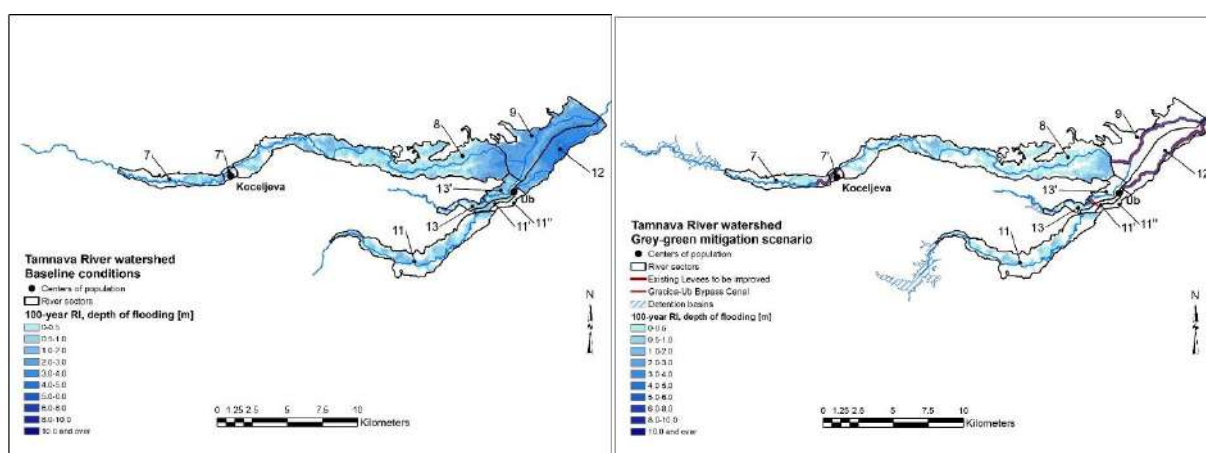 7
7'
Koceljeva
8
9
12
13'
Ub
13
11'
11''
11
Tamnava River watershed
Baseline conditions
Centers of population
River sectors
100-year RI, depth of flooding [m]
0-0.5
0.5-1.0
1.0-2.0
2.0-3.0
3.0-4.0
4.0-5.0
6.0-8.0
8.0-10.0
10.0 and over
N
0 1.25 2.5 5 7.5 10
Kilometers
7
7'
Koceljeva
8
9
12
13'
Ub
13
11'
11''
11
Tamnava River watershed
Grey-green mitigation scenario
Centers of population
River sectors
Existing Levees to be improved
Gracica-Ub Bypass Canal
Detention basins
100-year RI, depth of flooding [m]
0-0.5
0.5-1.0
1.0-2.0
2.0-3.0
3.0-4.0
4.0-5.0
5.0-6.0
6.0-8.0
8.0-10.0
10.0 and over
N
0 1.25 2.5 5 7.5 10
Kilometers